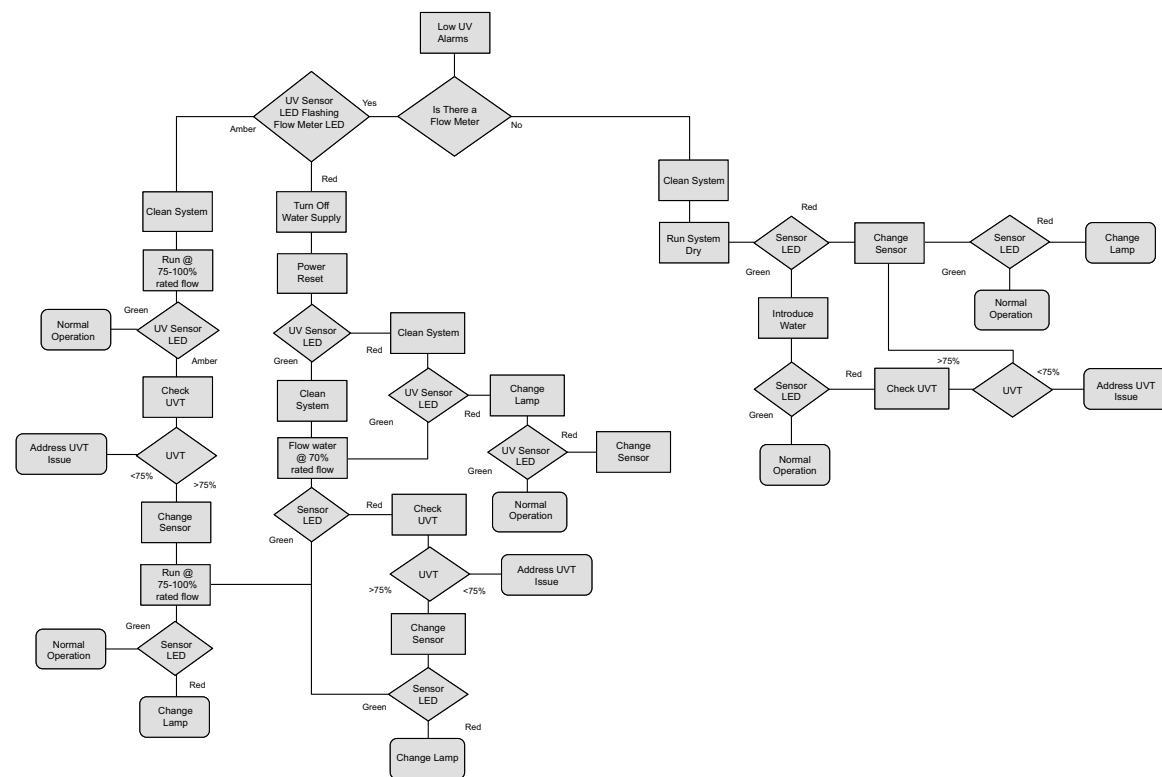 Low UV
Alarms
Is There a
Flow Meter
Yes
No
UV Sensor
LED Flashing
Flow Meter LED
Amber
Red
Clean System
Run @
75-100%
rated flow
Green
UV Sensor
LED
Normal
Operation
Amber
Check
UVT
UVT
Address UVT
Issue
<75%
>75%
Change
Sensor
Run @
75-100%
rated flow
Green
Sensor
LED
Normal
Operation
Red
Change
Lamp
Turn Off
Water Supply
Power
Reset
UV Sensor
LED
Red
Green
Clean System
Clean
System
UV Sensor
LED
Green
Red
Change
Lamp
Flow water
@ 70%
rated flow
UV Sensor
LED
Red
Green
Change
Sensor
Normal
Operation
Sensor
LED
Red
Green
Check
UVT
UVT
>75%
<75%
Address UVT
Issue
Change
Sensor
Sensor
LED
Green
Red
Change Lamp
Clean System
Run System
Dry
Sensor
LED
Red
Green
Change
Sensor
Sensor
LED
Red
Green
Change
Lamp
Normal
Operation
Introduce
Water
Sensor
LED
Red
Green
Check UVT
>75%
UVT
<75%
Address UVT
Issue
Normal
Operation